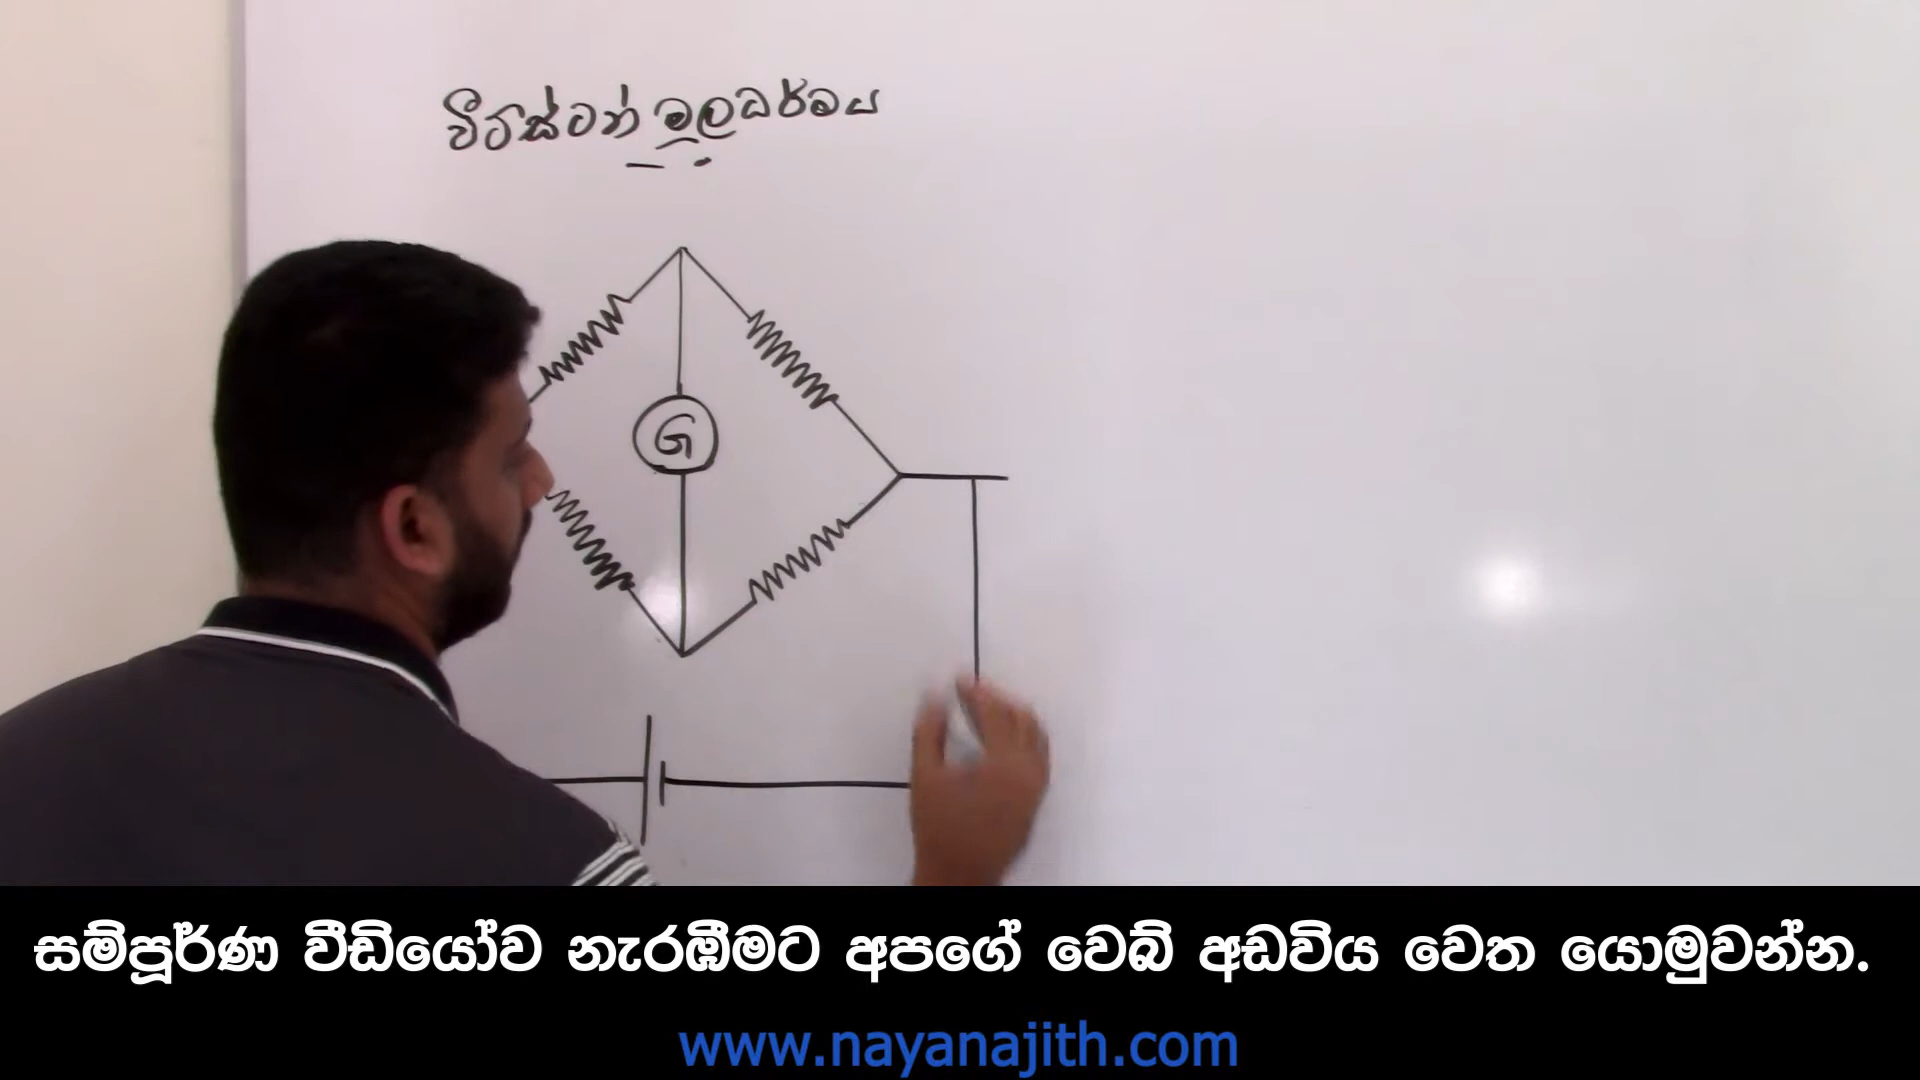 වීට්ස්ටන් මූලධර්මය
G
සම්පූර්ණ වීඩියෝව නැරඹීමට අපගේ වෙබ් අඩවිය වෙත යොමුවන්න.
www.nayanajith.com